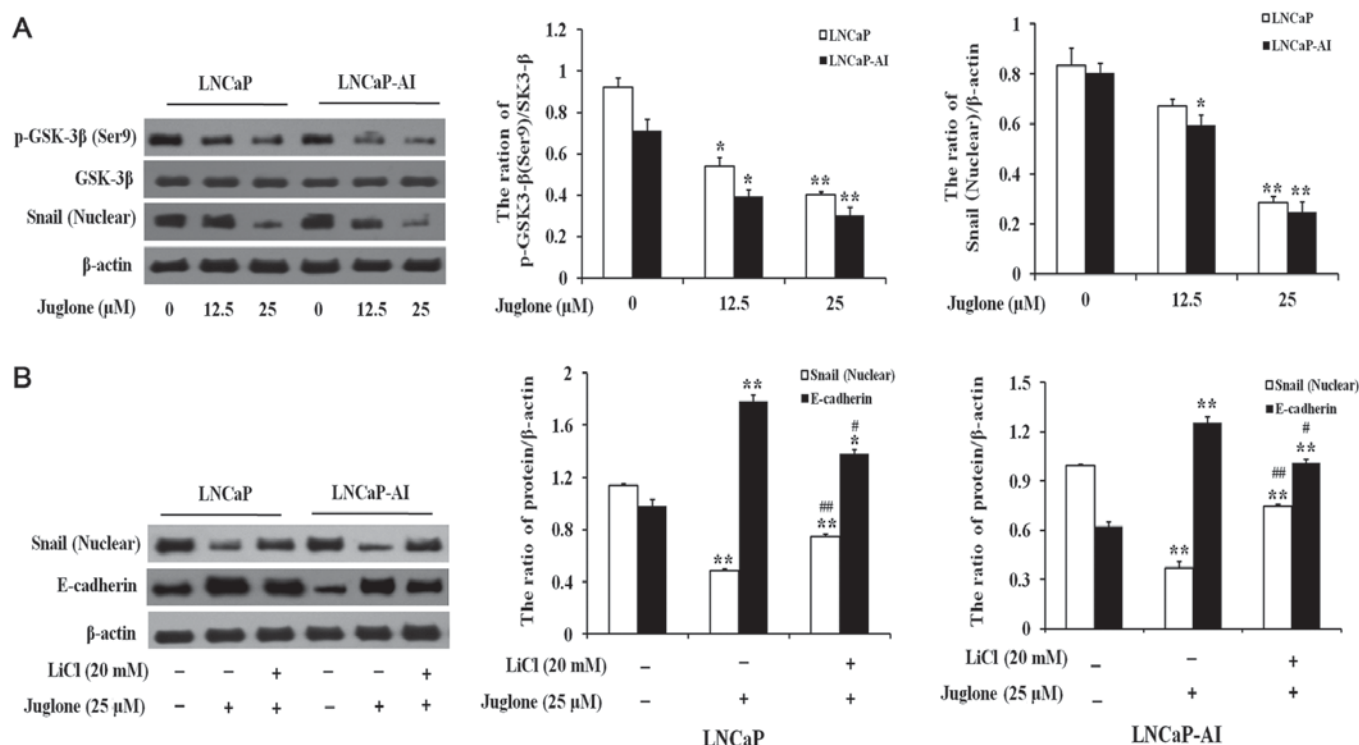 A
LNCaP LNCaP-AI
p-GSK-3β (Ser9)
GSK-3β
Snail (Nuclear)
β-actin
Juglone (μM) 0 12.5 25 0 12.5 25
The ration of
p-GSK3-β(Ser9)/SK3-β
1.2
1
0.8
0.6
0.4
0.2
0
LNCaP
LNCaP-AI
* * ** **
0 12.5 25
Juglone (μM)
The ratio of
Snail (Nuclear)/β-actin
1
0.8
0.6
0.4
0.2
0
LNCaP
LNCaP-AI
* ** **
0 12.5 25
Juglone (μM)
B
LNCaP LNCaP-AI
Snail (Nuclear)
E-cadherin
β-actin
LiCl (20 mM) – – + – – +
Juglone (25 μM) – + + – + +
The ratio of protein/β-actin
2
1.6
1.2
0.8
0.4
0
Snail (Nuclear)
E-cadherin
** ** ## ** # *
LiCl (20 mM) – – +
Juglone (25 μM) – + +
LNCaP
The ratio of protein/β-actin
1.5
1.2
0.9
0.6
0.3
0
Snail (Nuclear)
E-cadherin
** ** ## ** # **
LiCl (20 mM) – – +
Juglone (25 μM) – + +
LNCaP-AI